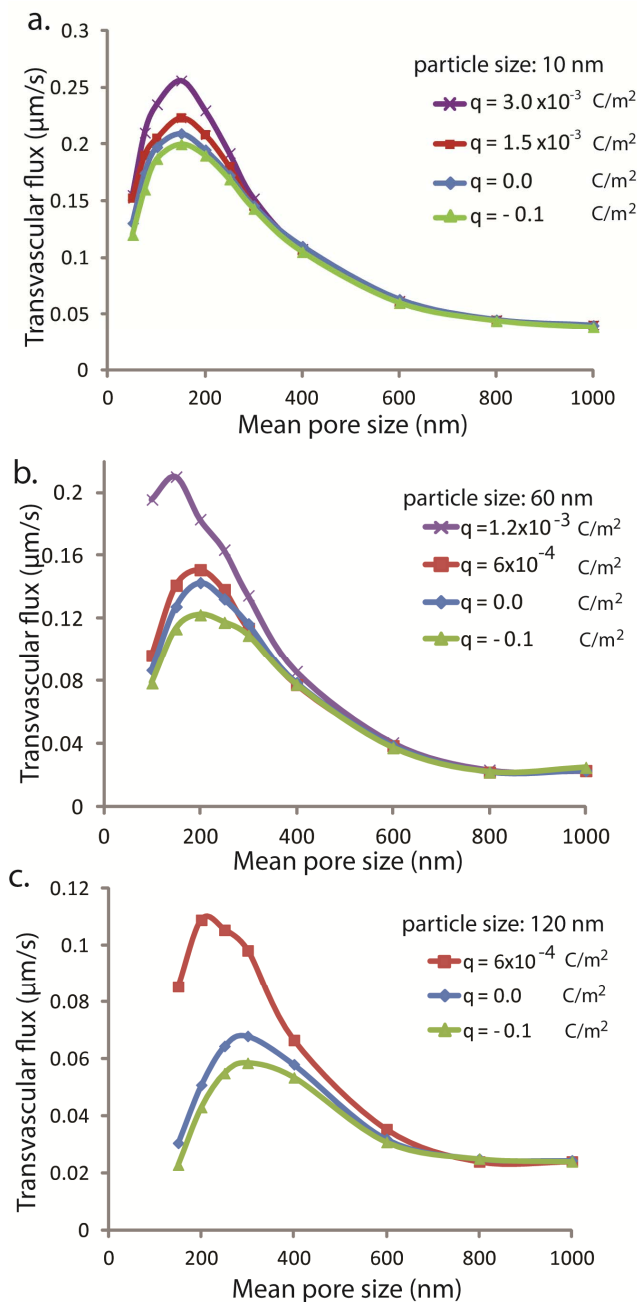 a.
particle size: 10 nm
q = 3.0 x10⁻³ C/m²
q = 1.5 x10⁻³ C/m²
q = 0.0 C/m²
q = - 0.1 C/m²
Transvascular flux (µm/s)
0.3
0.25
0.2
0.15
0.1
0.05
0
0 200 400 600 800 1000
Mean pore size (nm)
b.
particle size: 60 nm
q =1.2x10⁻³ C/m²
q = 6x10⁻⁴ C/m²
q = 0.0 C/m²
q = - 0.1 C/m²
Transvascular flux (µm/s)
0.2
0.16
0.12
0.08
0.04
0
0 200 400 600 800 1000
Mean pore size (nm)
c.
particle size: 120 nm
q = 6x10⁻⁴ C/m²
q = 0.0 C/m²
q = - 0.1 C/m²
Transvascular flux (µm/s)
0.12
0.1
0.08
0.06
0.04
0.02
0
0 200 400 600 800 1000
Mean pore size (nm)